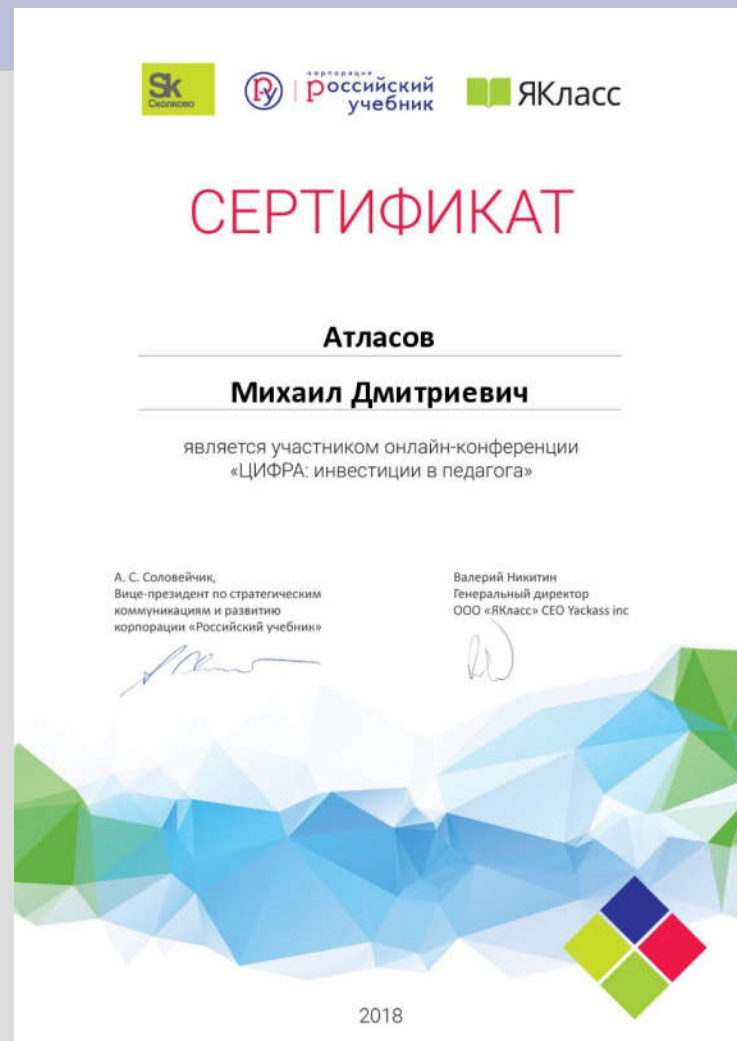 Sk
Сколково
РУ
корпорация
российский
учебник
ЯКласс
СЕРТИФИКАТ
Атласов
Михаил Дмитриевич
является участником онлайн-конференции
«ЦИФРА: инвестиции в педагога»
А. С. Соловейчик,
Вице-президент по стратегическим
коммуникациям и развитию
корпорации «Российский учебник»
Валерий Никитин
Генеральный директор
ООО «ЯКласс» CEO Yackass inc
2018